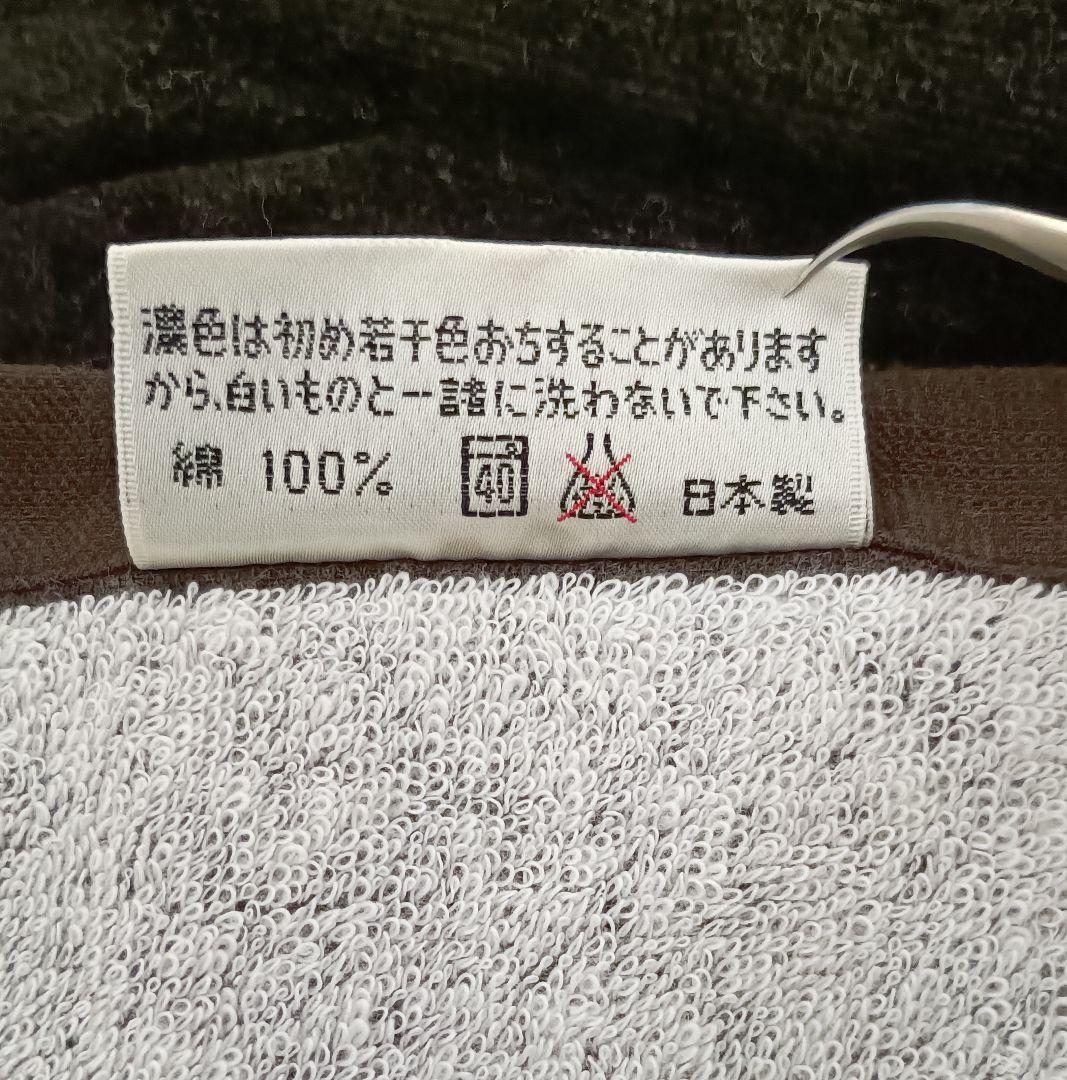 濃色は初め若干色おちすることがあります
から、白いものと一諸に洗わないで下さい。
綿 100% 40 日本製